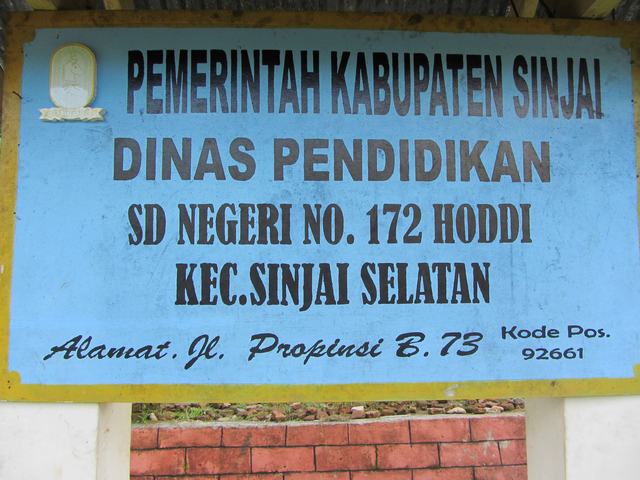 PEMERINTAH KABUPATEN SINJAI
DINAS PENDIDIKAN
SD NEGERI NO. 172 HODDI
KEC.SINJAI SELATAN
Alamat. Jl. Propinsi B. 73
Kode Pos.
92661